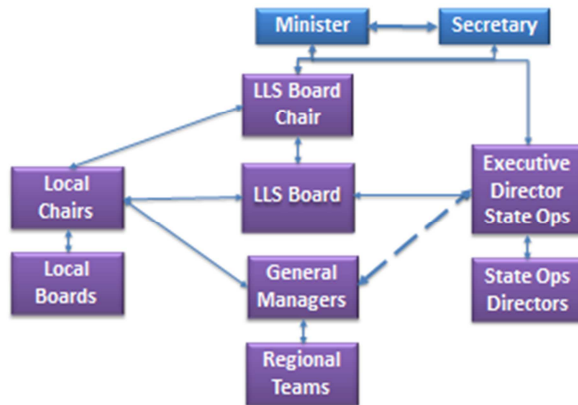 Minister
Secretary
LLS Board
Chair
Local
Chairs
LLS Board
Executive
Director
State Ops
Local
Boards
General
Managers
State Ops
Directors
Regional
Teams